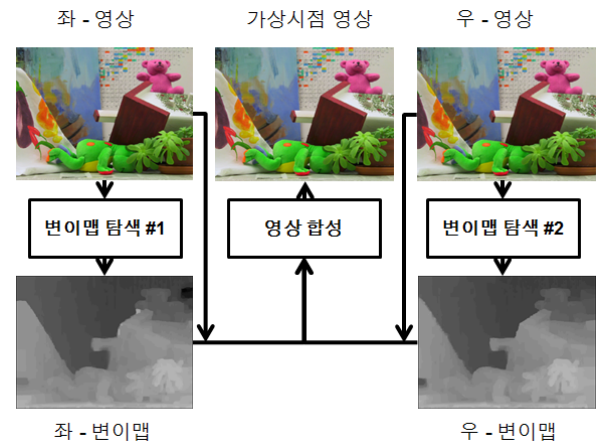 좌 - 영상
가상시점 영상
우 - 영상
변이맵 탐색 #1
영상 합성
변이맵 탐색 #2
좌 - 변이맵
우 - 변이맵